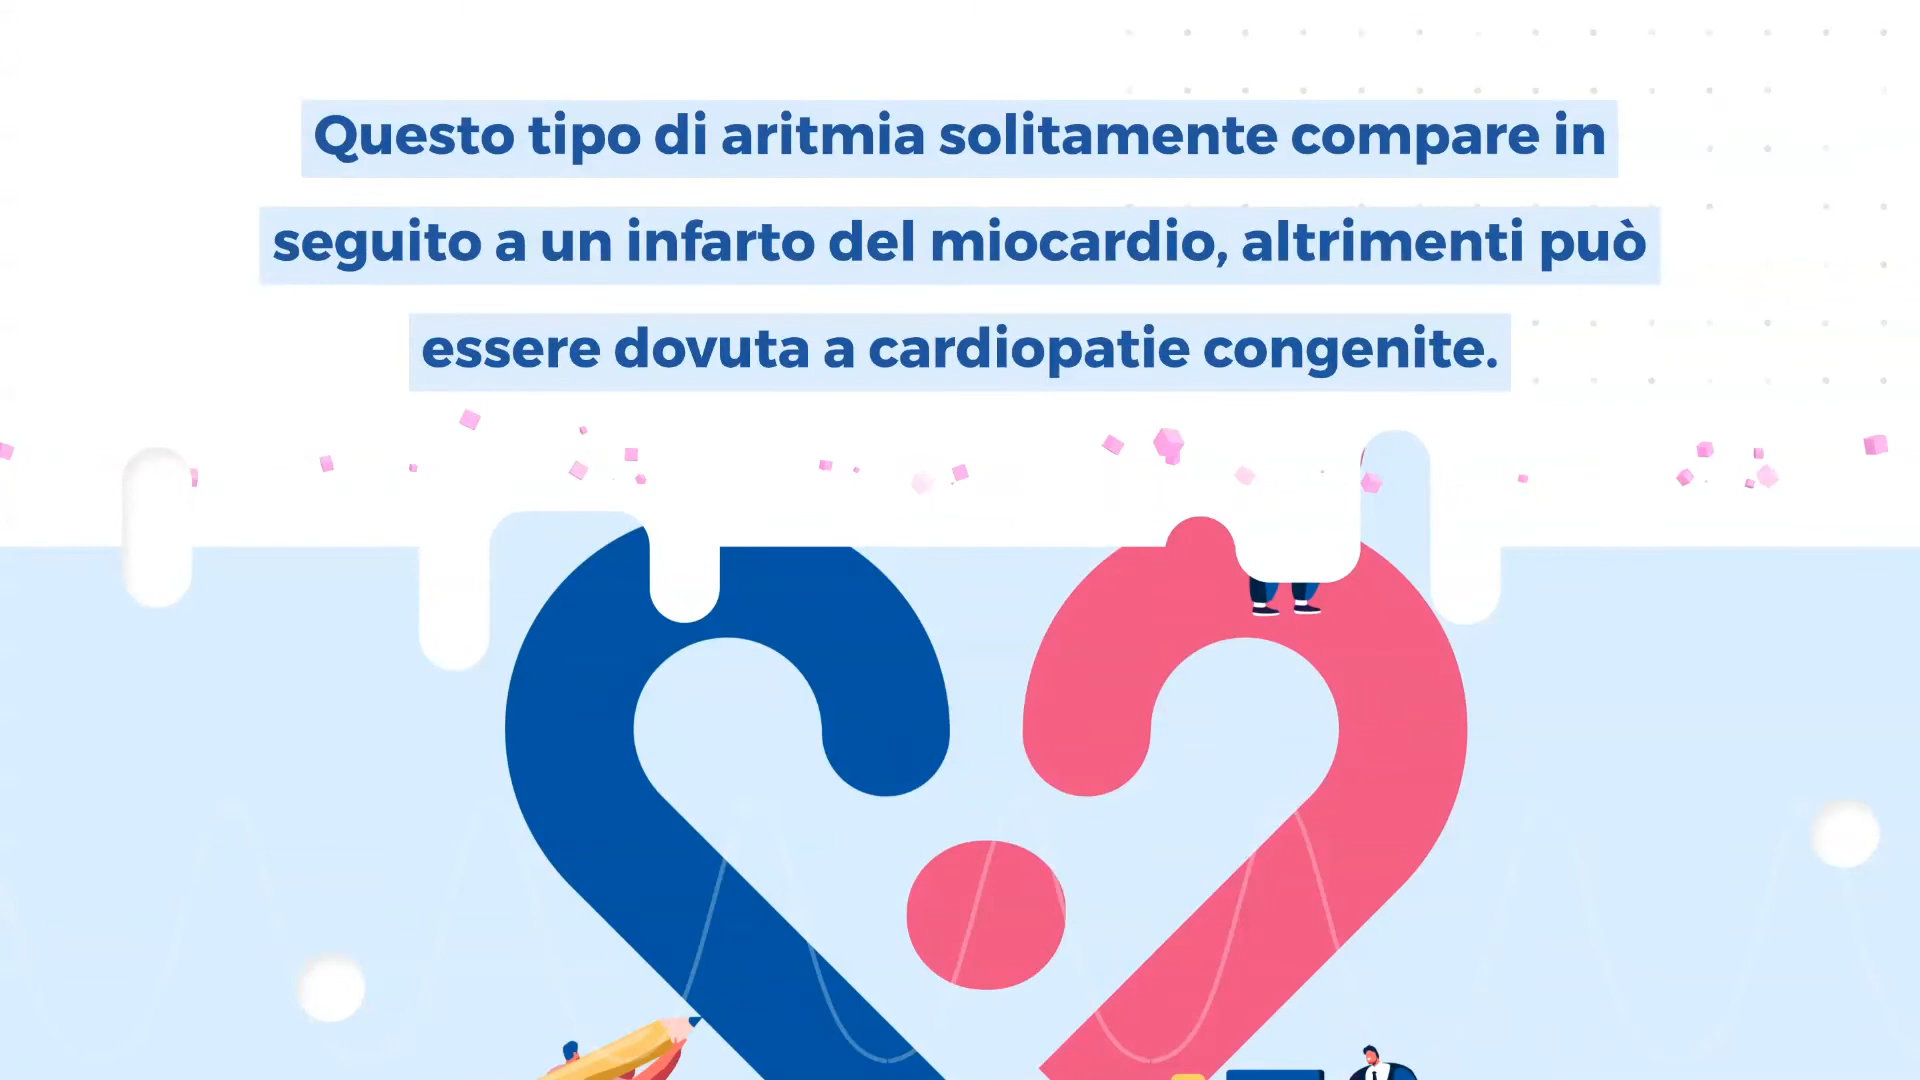 Questo tipo di aritmia solitamente compare in
seguito a un infarto del miocardio, altrimenti può
essere dovuta a cardiopatie congenite.